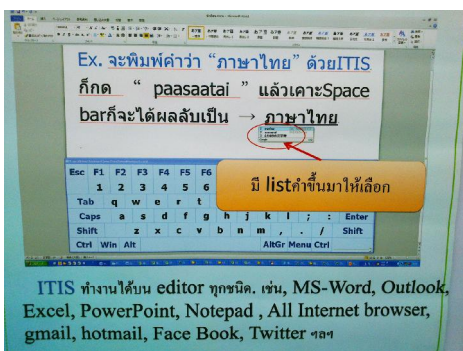 Ex. จะพิมพ์คำว่า “ภาษาไทย” ด้วยITIS
ก็กด “ paasaatai ” แล้วเคาะSpace
barก็จะได้ผลลับเป็น → ภาษาไทย
มี listคำขึ้นมาให้เลือก
Esc F1 F2 F3 F4 F5 F6
1 2 3 4 5 6
Tab q w e r t
Caps a s d f g h j k l ; : Enter
Shift z x c v b n m , . / Shift
Ctrl Win Alt AltGr Menu Ctrl
ITIS ทำงานได้บน editor ทุกชนิด. เช่น, MS-Word, Outlook,
Excel, PowerPoint, Notepad , All Internet browser,
gmail, hotmail, Face Book, Twitter ฯลฯ